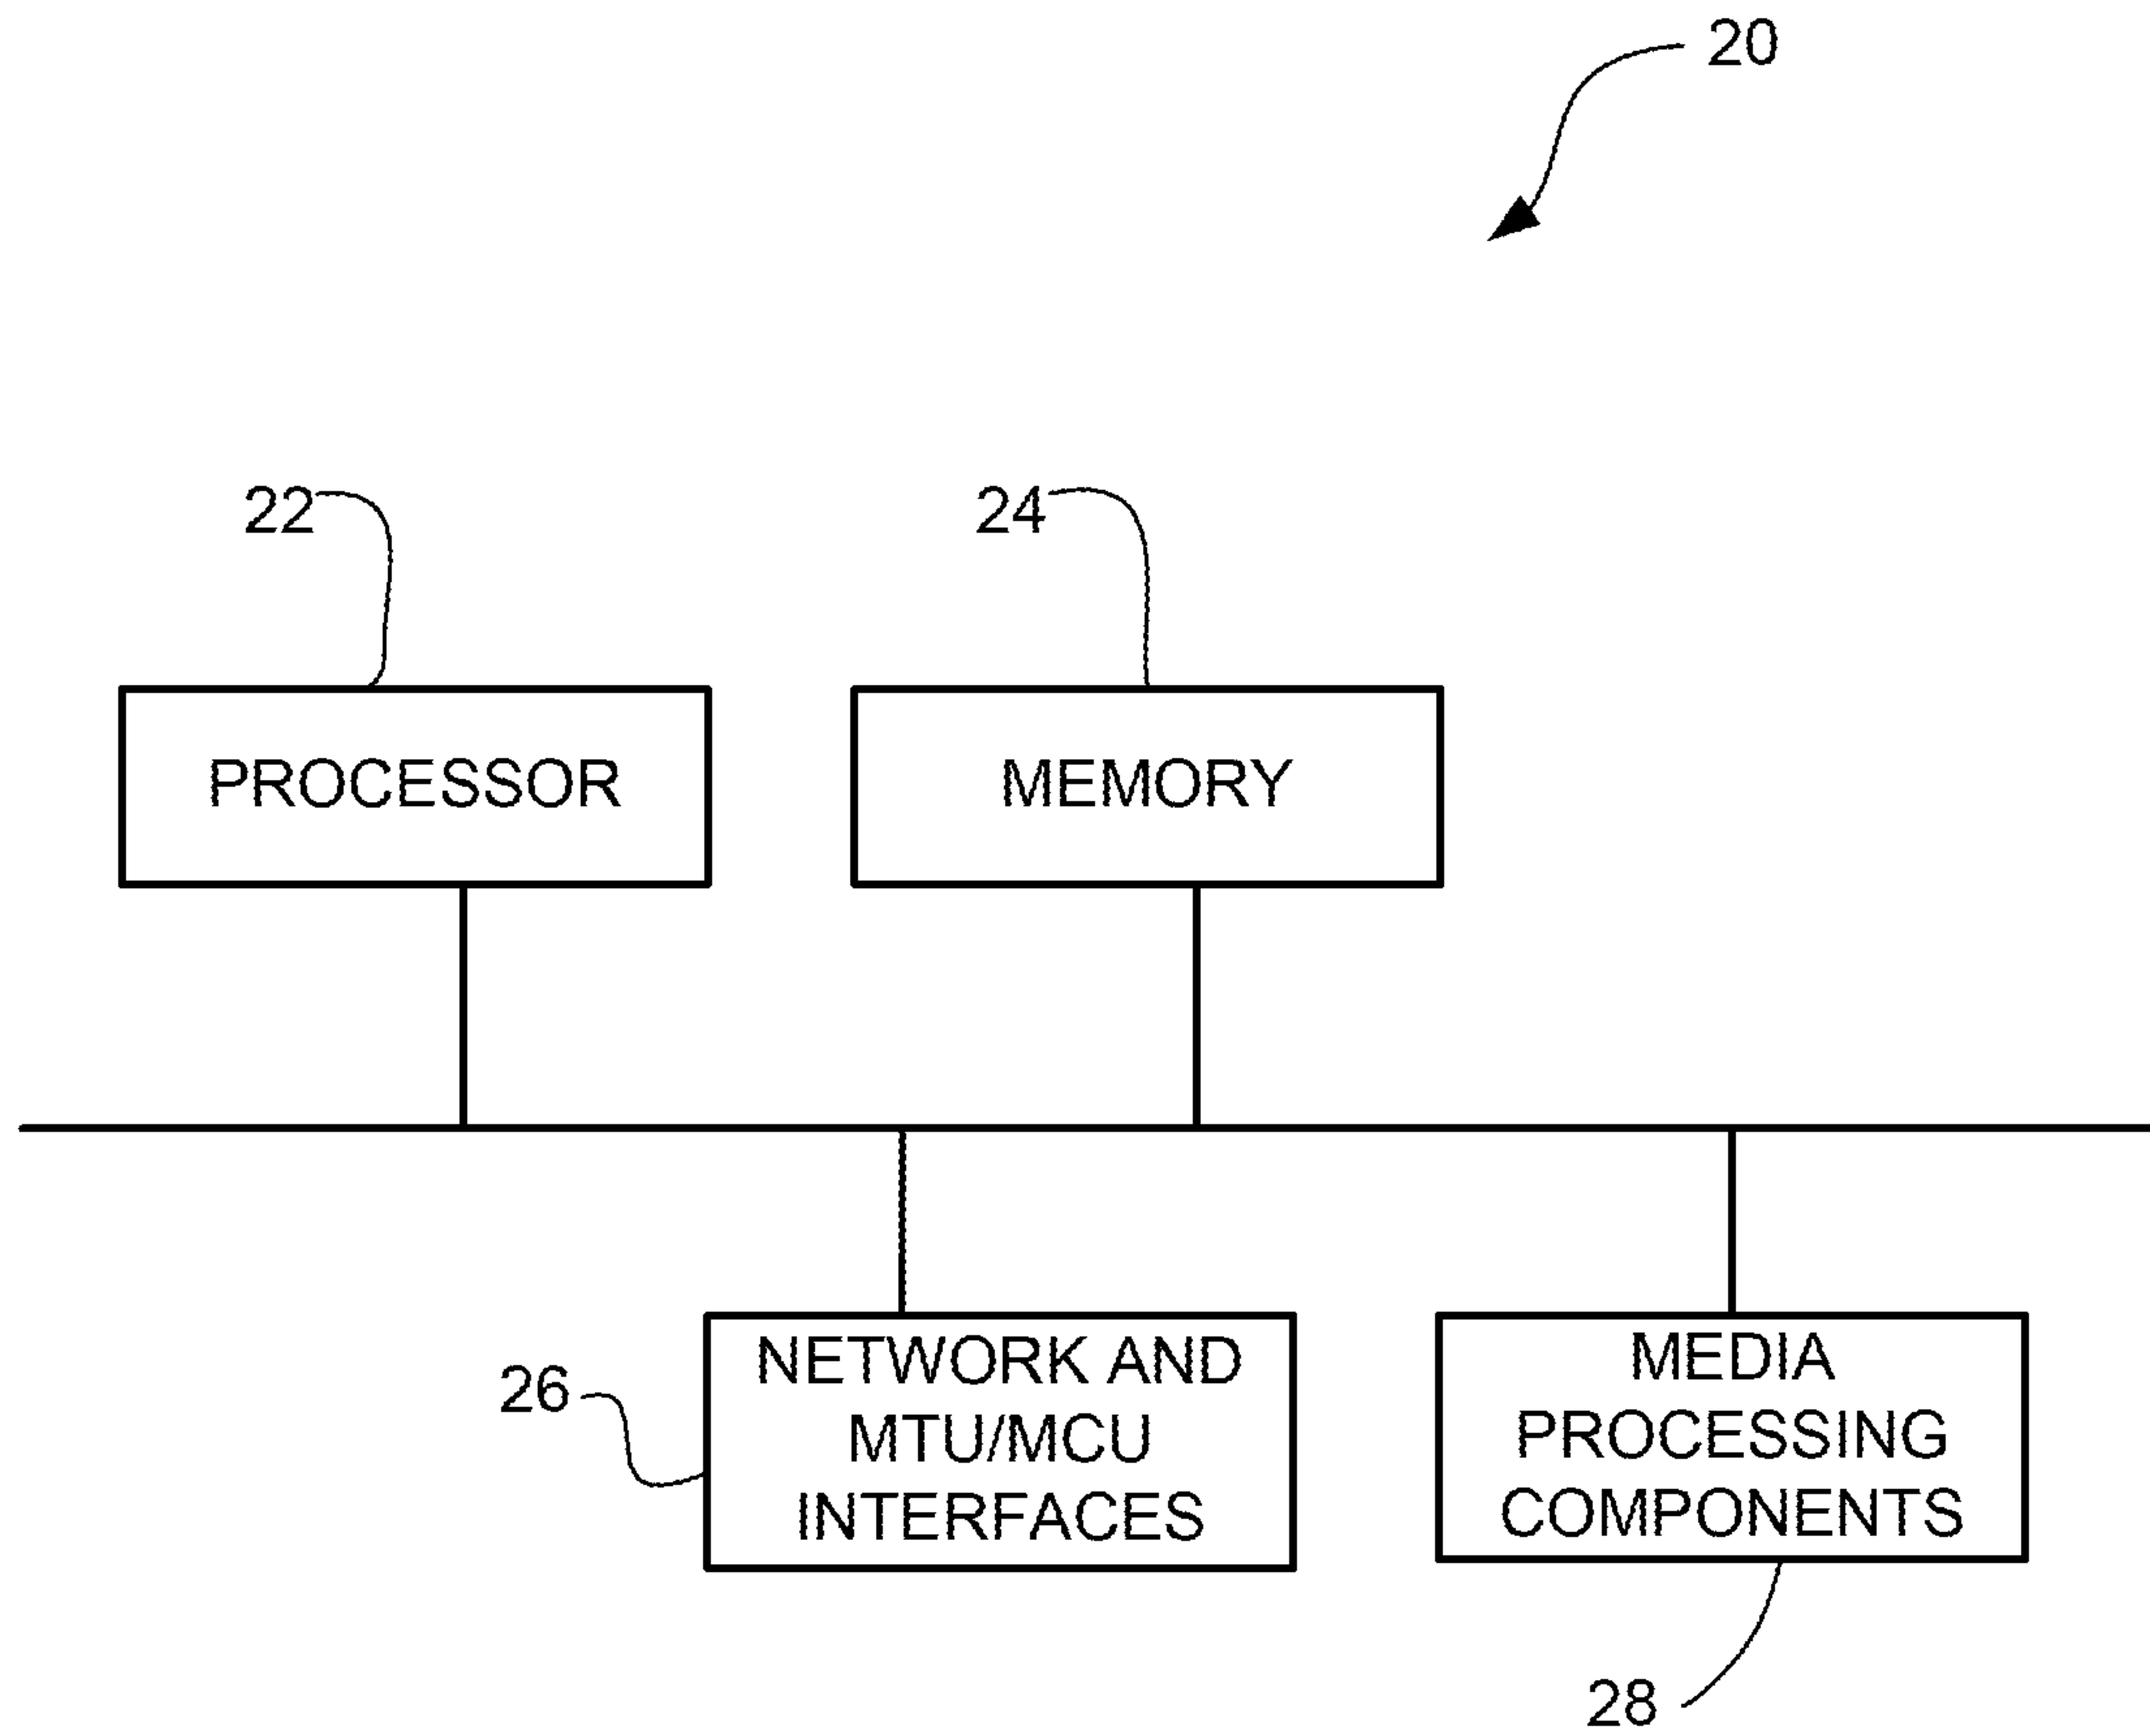 20
22
24
PROCESSOR
MEMORY
26
NETWORK AND
MTU/MCU
INTERFACES
MEDIA
PROCESSING
COMPONENTS
28